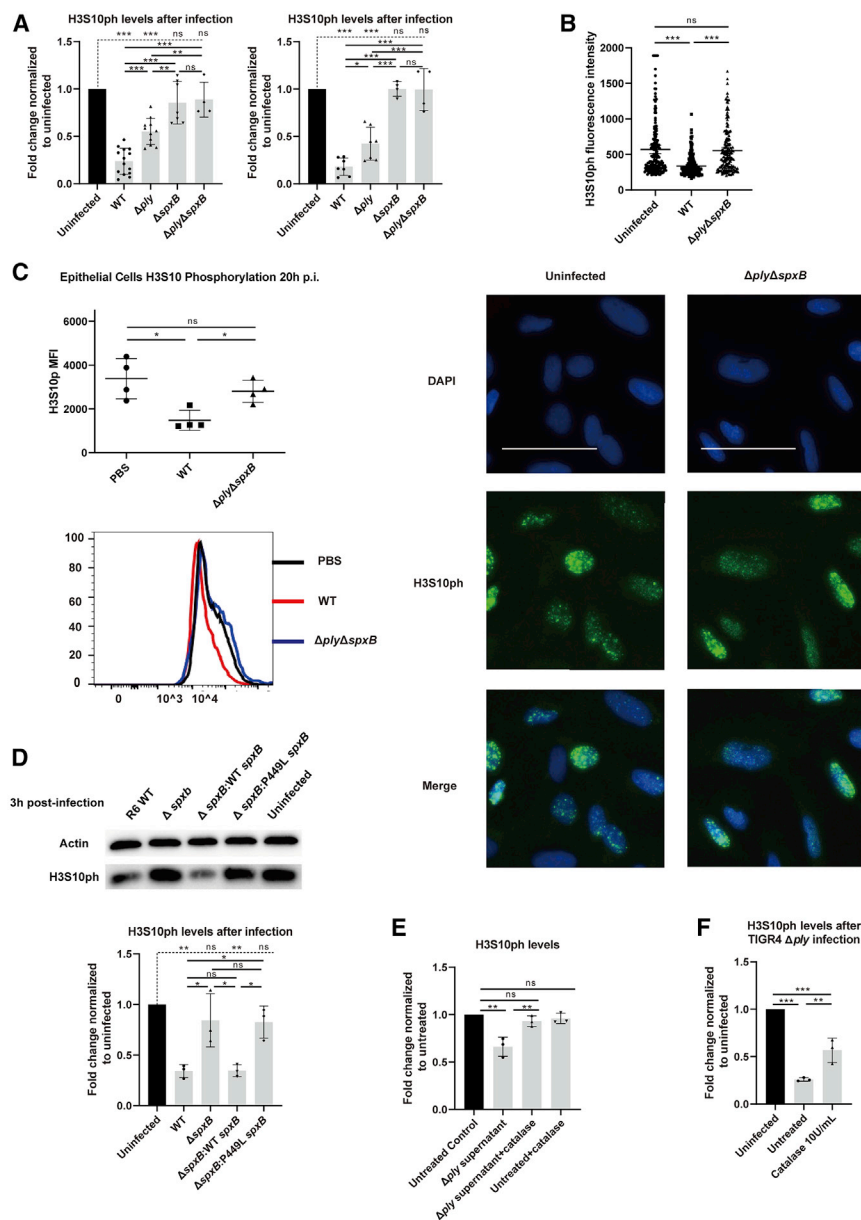 A
H3S10ph levels after infection
*** *** ns ns
***
**
***
*** ** ns
1.5
1.0
0.5
0.0
Fold change normalized
to uninfected
Uninfected
WT
Δply
ΔspxB
ΔplyΔspxB
H3S10ph levels after infection
*** *** ns ns
***
***
***
* *** ns
1.5
1.0
0.5
0.0
Fold change normalized
to uninfected
Uninfected
WT
Δply
ΔspxB
ΔplyΔspxB
B
ns
*** ***
2000
1500
1000
500
0
H3S10ph fluorescence intensity
Uninfected
WT
ΔplyΔspxB
C
Epithelial Cells H3S10 Phosphorylation 20h p.i.
ns
* *
6000
4000
2000
0
H3S10p MFI
PBS
WT
ΔplyΔspxB
100
80
60
40
20
0
0 10^3 10^4
PBS
WT
ΔplyΔspxB
Uninfected
ΔplyΔspxB
DAPI
H3S10ph
Merge
D
3h post-infection
R6 WT
Δ spxb
Δ spxB:WT spxB
Δ spxB:P449L spxB
Uninfected
Actin
H3S10ph
H3S10ph levels after infection
** ns ** ns
*
ns
ns
* * *
1.5
1.0
0.5
0.0
Fold change normalized
to uninfected
Uninfected
WT
ΔspxB
ΔspxB:WT spxB
ΔspxB:P449L spxB
E
H3S10ph levels
ns
ns
** **
1.5
1.0
0.5
0.0
Fold change normalized
to untreated
Untreated Control
Δply supernatant
Δply supernatant+catalase
Untreated+catalase
F
H3S10ph levels after
TIGR4 Δply infection
***
*** **
1.5
1.0
0.5
0.0
Fold change normalized
to uninfected
Uninfected
Untreated
Catalase 10U/mL